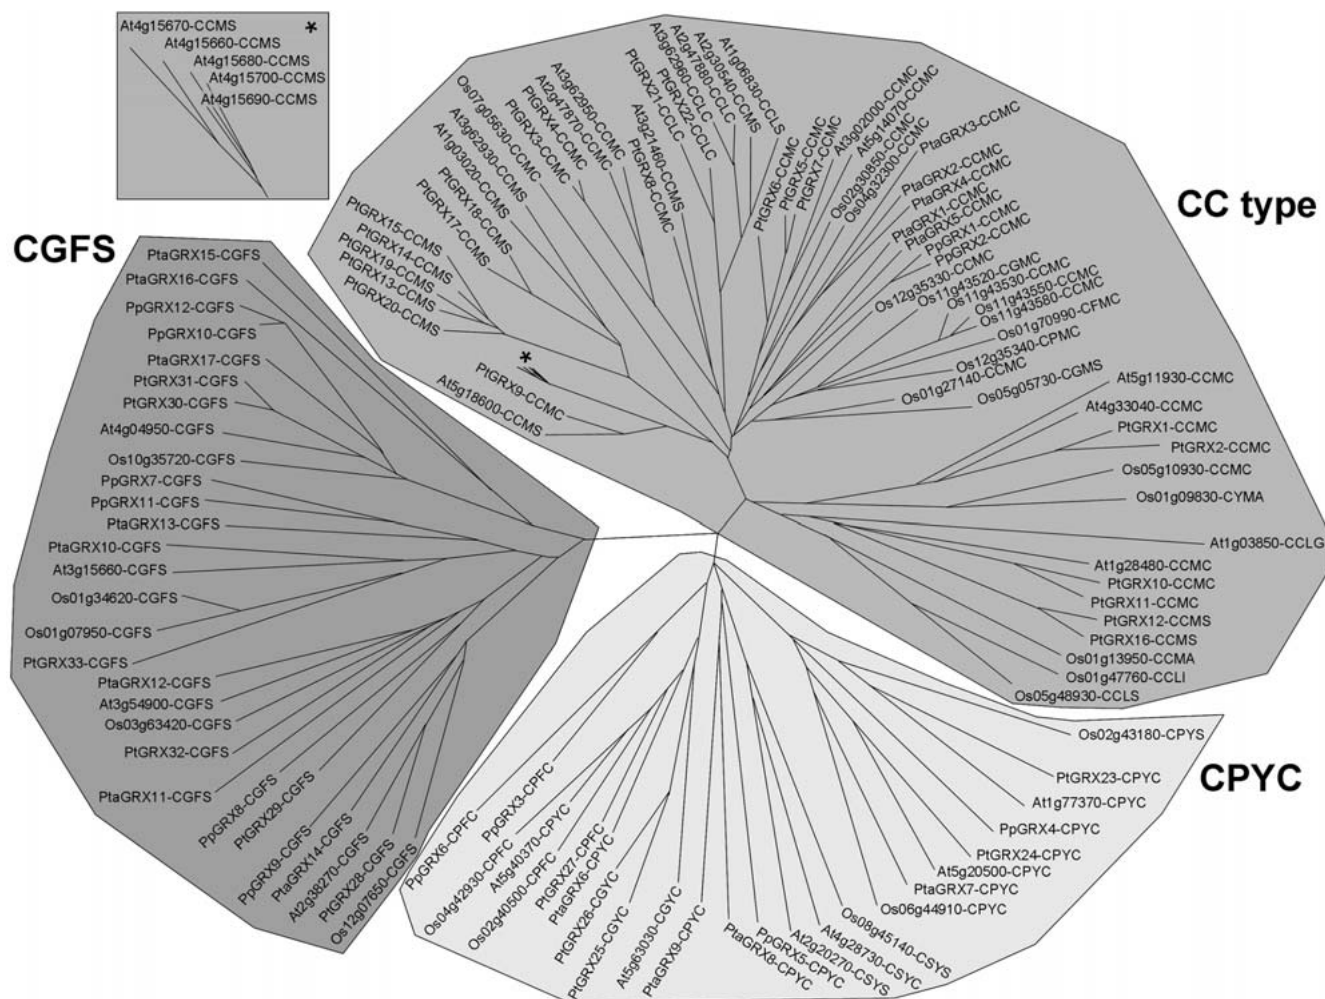 At4g15670-CCMS
*
At4g15660-CCMS
At4g15680-CCMS
At4g15700-CCMS
At4g15690-CCMS
CGFS
PtaGRX15-CGFS
PtaGRX16-CGFS
PpGRX12-CGFS
PpGRX10-CGFS
PtaGRX17-CGFS
PtGRX31-CGFS
PtGRX30-CGFS
At4g04950-CGFS
Os10g35720-CGFS
PpGRX7-CGFS
PpGRX11-CGFS
PtaGRX13-CGFS
PtaGRX10-CGFS
At3g15660-CGFS
Os01g34620-CGFS
Os01g07950-CGFS
PtGRX33-CGFS
PtaGRX12-CGFS
At3g54900-CGFS
Os03g63420-CGFS
PtGRX32-CGFS
PtaGRX11-CGFS
PpGRX8-CGFS
PtGRX29-CGFS
PpGRX9-CGFS
PtaGRX14-CGFS
At2g38270-CGFS
PtGRX28-CGFS
Os12g07650-CGFS
CC type
At5g18600-CCMS
PtGRX9-CCMC
*
PtGRX20-CCMS
PtGRX13-CCMS
PtGRX19-CCMS
PtGRX14-CCMS
PtGRX15-CCMS
PtGRX17-CCMS
PtGRX18-CCMS
At1g03020-CCMS
At3g62930-CCMS
Os07g05630-CCMC
PtGRX3-CCMC
PtGRX4-CCMC
At2g47870-CCMC
At3g62950-CCMC
PtGRX8-CCMC
At3g21460-CCMS
PtGRX21-CCLC
PtGRX22-CCLC
At3g62960-CCLC
At2g47880-CCLC
At2g30540-CCMS
At1g06830-CCLS
PtGRX6-CCMC
PtGRX5-CCMC
PtGRX7-CCMC
At3g02000-CCMC
At5g14070-CCMC
Os02g30850-CCMC
Os04g32300-CCMC
PtaGRX3-CCMC
PtaGRX2-CCMC
PtaGRX4-CCMC
PtaGRX1-CCMC
PtaGRX5-CCMC
PpGRX1-CCMC
PpGRX2-CCMC
Os12g35330-CCMC
Os11g43520-CGMC
Os11g43530-CCMC
Os11g43550-CCMC
Os11g43580-CCMC
Os01g70990-CFMC
Os12g35340-CPMC
Os01g27140-CCMC
Os05g05730-CGMS
At5g11930-CCMC
At4g33040-CCMC
PtGRX1-CCMC
PtGRX2-CCMC
Os05g10930-CCMC
Os01g09830-CYMA
At1g03850-CCLG
At1g28480-CCMC
PtGRX10-CCMC
PtGRX11-CCMC
PtGRX12-CCMS
PtGRX16-CCMS
Os01g13950-CCMA
Os01g47760-CCLI
Os05g48930-CCLS
CPYC
Os02g43180-CPYS
PtGRX23-CPYC
At1g77370-CPYC
PpGRX4-CPYC
PtGRX24-CPYC
At5g20500-CPYC
PtaGRX7-CPYC
Os06g44910-CPYC
Os08g45140-CSYS
At4g28730-CSYC
At2g20270-CSYS
PpGRX5-CPYC
PtaGRX8-CPYC
PtaGRX9-CPYC
At5g63030-CGYC
PtGRX25-CGYC
PtGRX26-CGYC
PtaGRX6-CPYC
PtGRX27-CPFC
Os02g40500-CPFC
At5g40370-CPYC
Os04g42930-CPFC
PpGRX3-CPFC
PpGRX6-CPFC